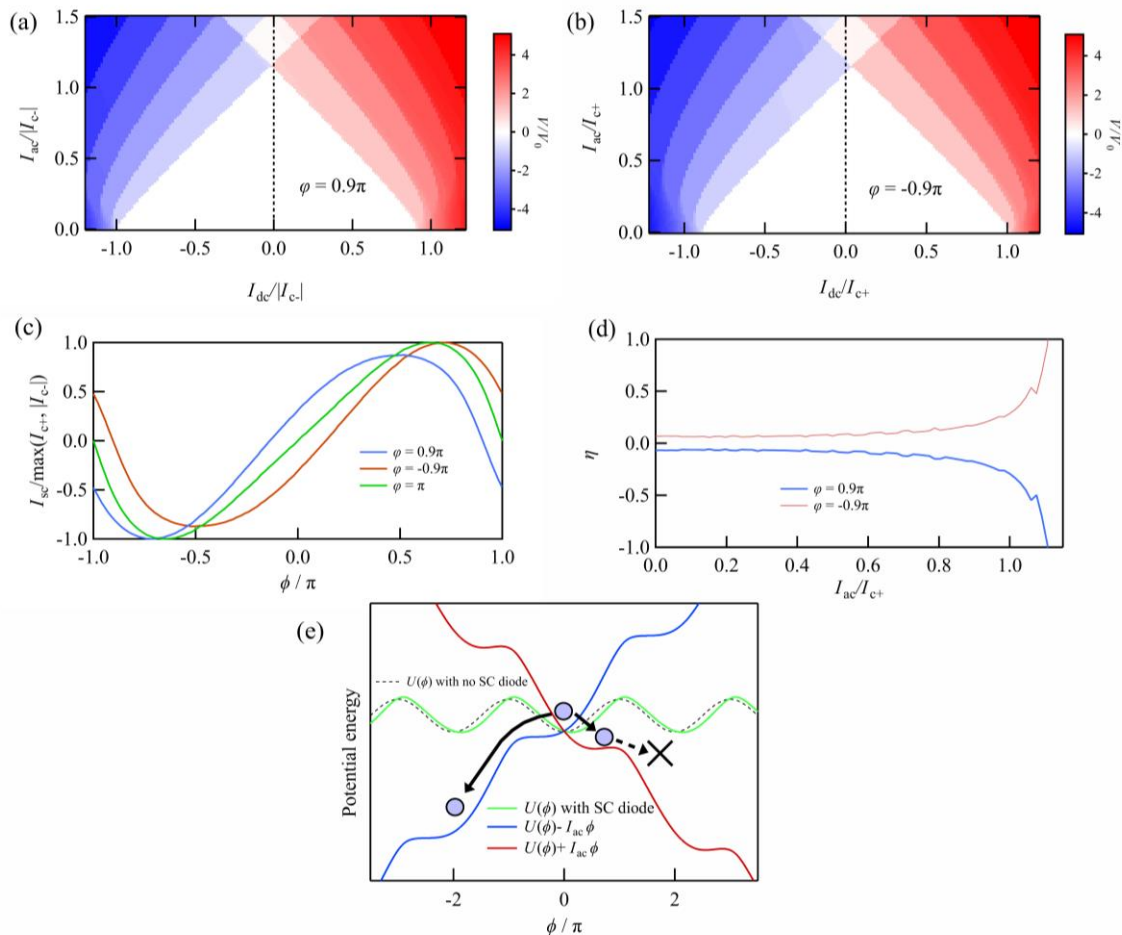 (a)
1.5
1.0
0.5
0.0
I_ac/|I_c-|
φ = 0.9π
-1.0 -0.5 0.0 0.5 1.0
I_dc/|I_c-|
4
2
0
-2
-4
V/V₀
(b)
1.5
1.0
0.5
0.0
I_ac/I_c+
φ = -0.9π
-1.0 -0.5 0.0 0.5 1.0
I_dc/I_c+
4
2
0
-2
-4
V/V₀
(c)
1.0
0.5
0.0
-0.5
-1.0
I_sc/max(I_c+, |I_c-|)
φ = 0.9π
φ = -0.9π
φ = π
-1.0 -0.5 0.0 0.5 1.0
ϕ / π
(d)
1.0
0.5
0.0
-0.5
-1.0
η
φ = 0.9π
φ = -0.9π
0.0 0.2 0.4 0.6 0.8 1.0
I_ac/I_c+
(e)
Potential energy
U(ϕ) with no SC diode
U(ϕ) with SC diode
U(ϕ)- I_ac ϕ
U(ϕ)+ I_ac ϕ
-2 0 2
ϕ / π